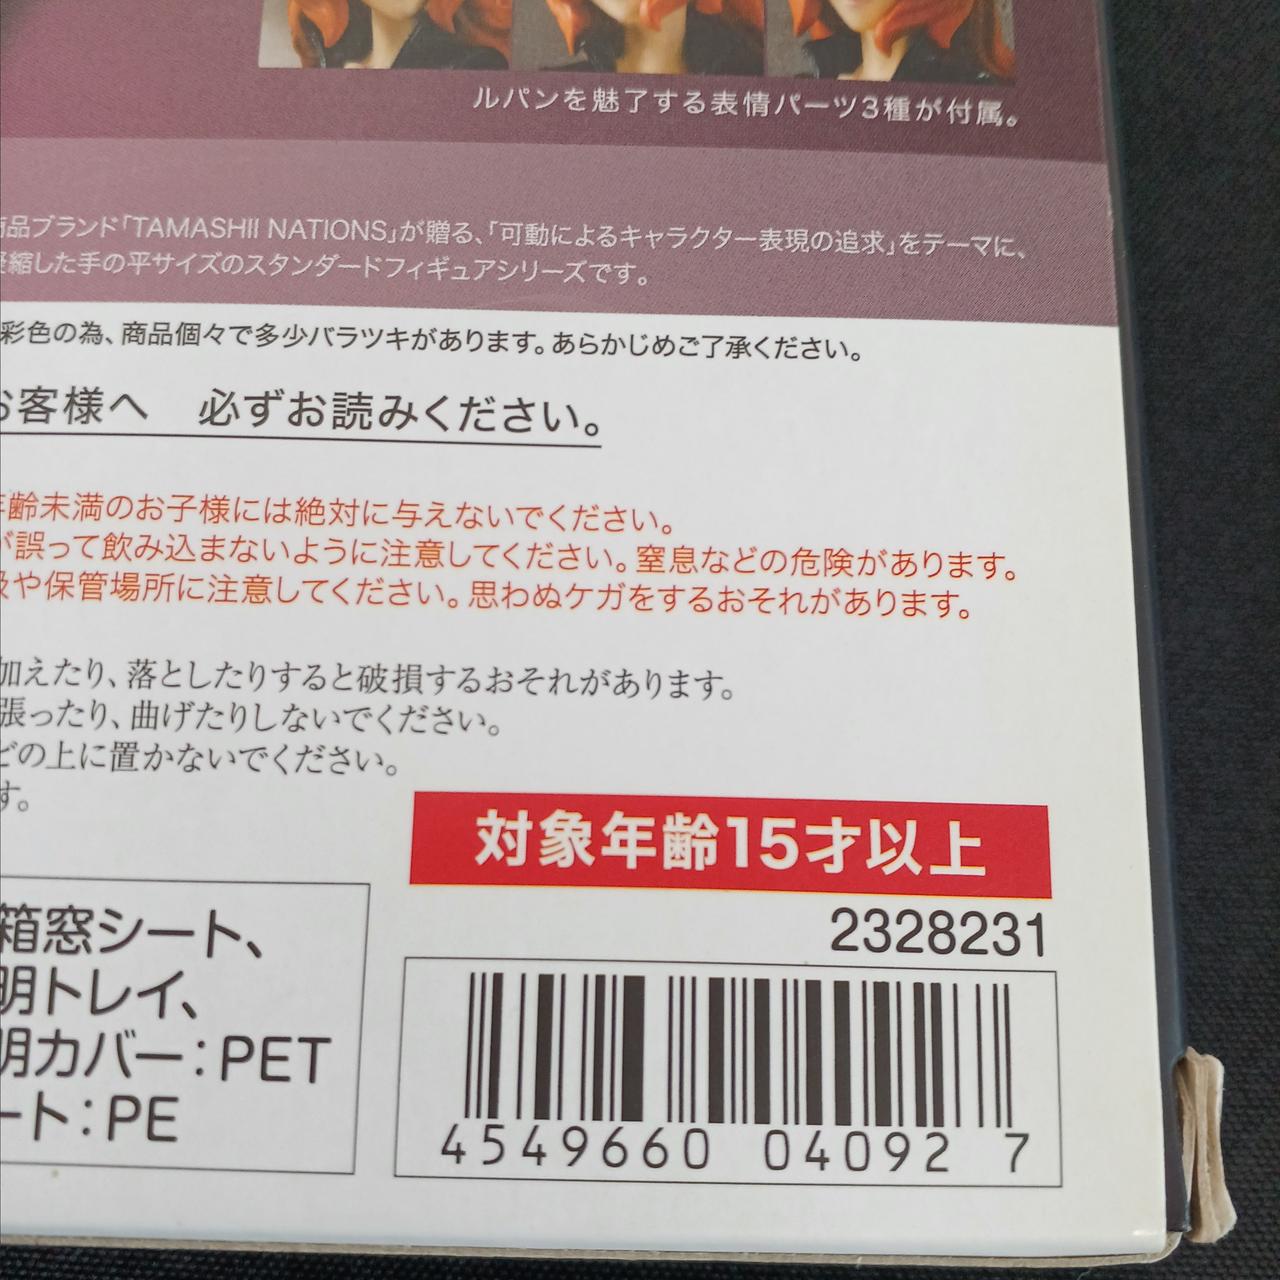 ルパンを魅了する表情パーツ3種が付属。
商品ブランド「TAMASHII NATIONS」が贈る、「可動によるキャラクター表現の追求」をテーマに、
凝縮した手の平サイズのスタンダードフィギュアシリーズです。
彩色の為、商品個々で多少バラツキがあります。あらかじめご了承ください。
お客様へ 必ずお読みください。
年齢未満のお子様には絶対に与えないでください。
が誤って飲み込まないように注意してください。窒息などの危険があります。
扱や保管場所に注意してください。思わぬケガをするおそれがあります。
加えたり、落としたりすると破損するおそれがあります。
張ったり、曲げたりしないでください。
どの上に置かないでください。
す。
対象年齢15才以上
2328231
箱窓シート、
明トレイ、
明カバー：PET
ート：PE
4549660 040927